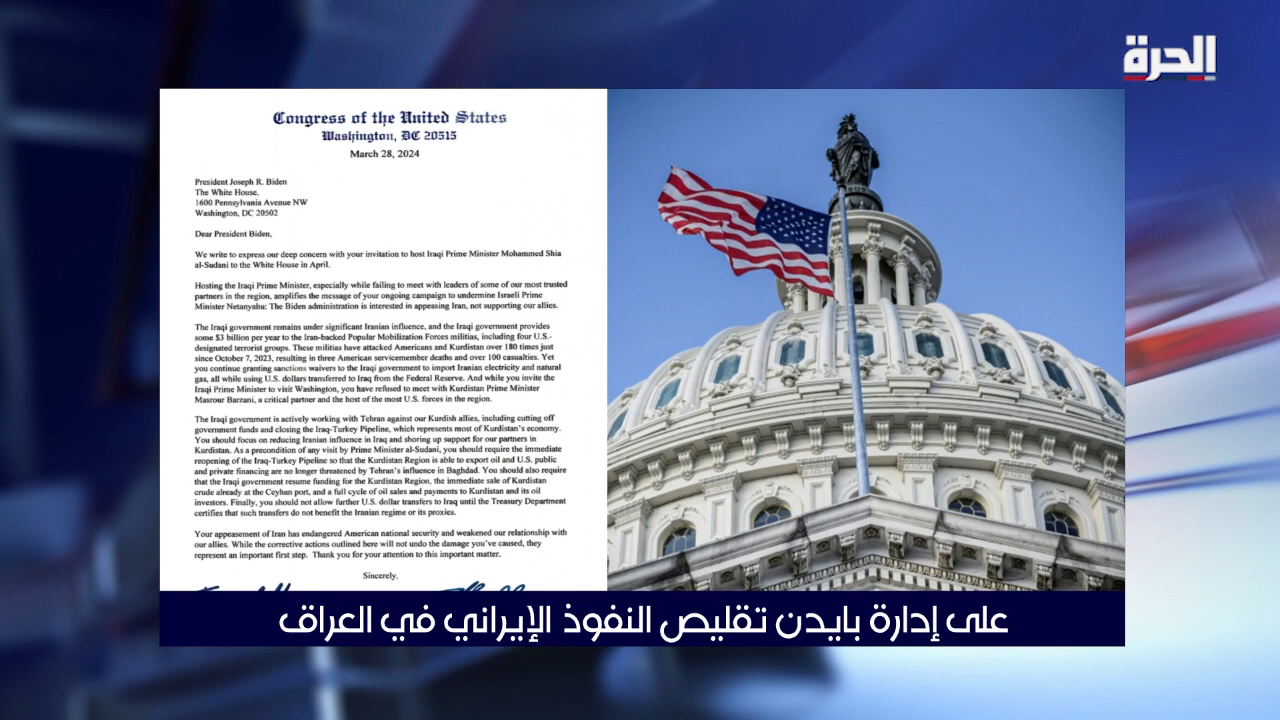 الحرة
Congress of the United States
Washington, DC 20515
March 28, 2024
President Joseph R. Biden
The White House.
1600 Pennsylvania Avenue NW
Washington, DC 20502
Dear President Biden,
We write to express our deep concern with your invitation to host Iraqi Prime Minister Mohammed Shia
al-Sudani to the White House in April.
Hosting the Iraqi Prime Minister, especially while failing to meet with leaders of some of our most trusted
partners in the region, amplifies the message of your ongoing campaign to undermine Israeli Prime
Minister Netanyahu: The Biden administration is interested in appeasing Iran, not supporting our allies.
The Iraqi government remains under significant Iranian influence, and the Iraqi government provides
some $3 billion per year to the Iran-backed Popular Mobilization Forces militias, including four U.S.-
designated terrorist groups. These militias have attacked Americans and Kurdistan over 180 times just
since October 7, 2023, resulting in three American servicemember deaths and over 100 casualties. Yet
you continue granting sanctions waivers to the Iraqi government to import Iranian electricity and natural
gas, all while using U.S. dollars transferred to Iraq from the Federal Reserve. And while you invite the
Iraqi Prime Minister to visit Washington, you have refused to meet with Kurdistan Prime Minister
Masrour Barzani, a critical partner and the host of the most U.S. forces in the region.
The Iraqi government is actively working with Tehran against our Kurdish allies, including cutting off
government funds and closing the Iraq-Turkey Pipeline, which represents most of Kurdistan's economy.
You should focus on reducing Iranian influence in Iraq and shoring up support for our partners in
Kurdistan. As a precondition of any visit by Prime Minister al-Sudani, you should require the immediate
reopening of the Iraq-Turkey Pipeline so that the Kurdistan Region is able to export oil and U.S. public
and private financing are no longer threatened by Tehran's influence in Baghdad. You should also require
that the Iraqi government resume funding for the Kurdistan Region, the immediate sale of Kurdistan
crude already at the Ceyhan port, and a full cycle of oil sales and payments to Kurdistan and its oil
investors. Finally, you should not allow further U.S. dollar transfers to Iraq until the Treasury Department
certifies that such transfers do not benefit the Iranian regime or its proxies.
Your appeasement of Iran has endangered American national security and weakened our relationship with
our allies. While the corrective actions outlined here will not undo the damage you've caused, they
represent an important first step. Thank you for your attention to this important matter.
Sincerely,
على إدارة بايدن تقليص النفوذ الإيراني في العراق